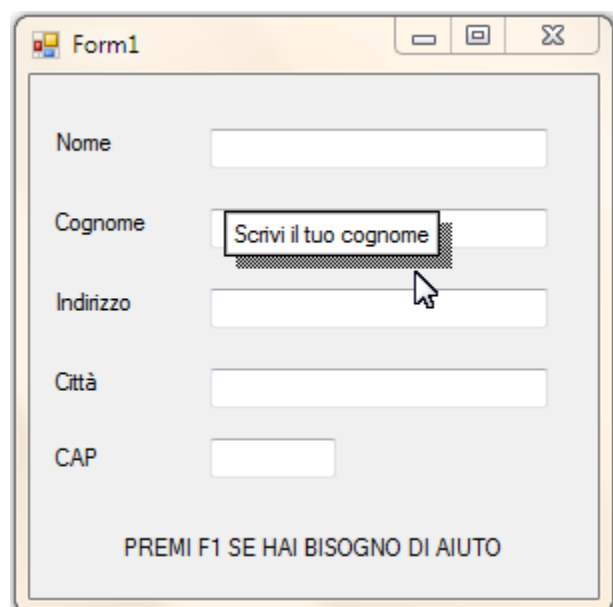 Form1
Nome
Cognome
Scrivi il tuo cognome
Indirizzo
Città
CAP
PREMI F1 SE HAI BISOGNO DI AIUTO